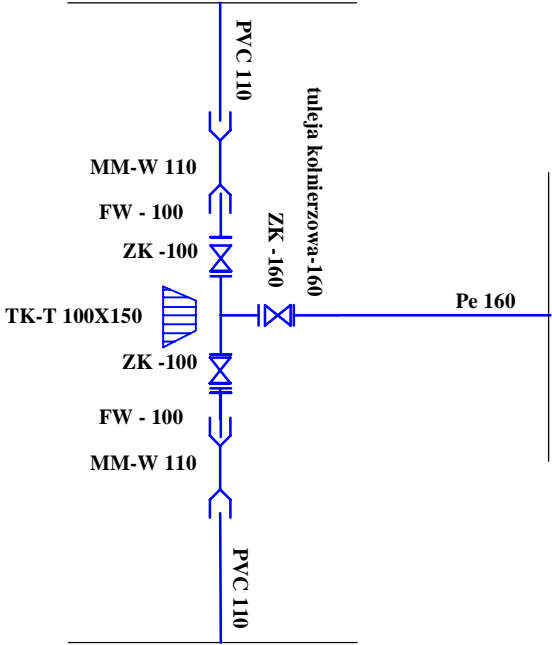 PVC 110
tuleja kołnierzowa-160
MM-W 110
FW - 100
ZK -160
ZK -100
Pe 160
TK-T 100X150
ZK -100
FW - 100
MM-W 110
PVC 110